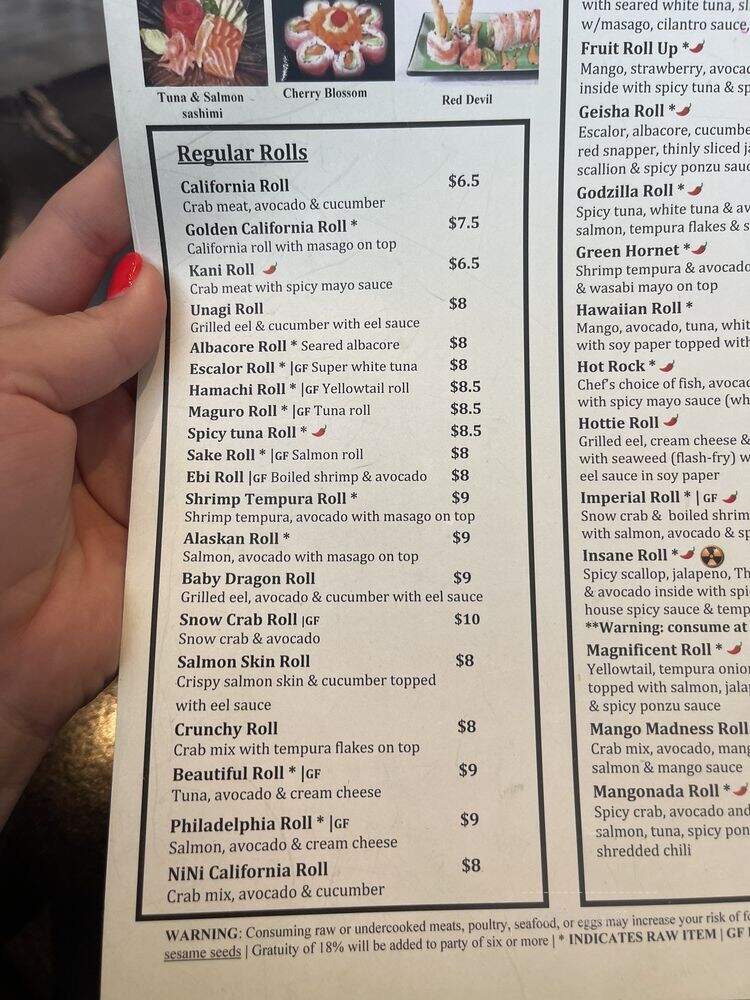 Tuna & Salmon
sashimi
Cherry Blossom
Red Devil
Regular Rolls
California Roll $6.5
Crab meat, avocado & cucumber
Golden California Roll * $7.5
California roll with masago on top
Kani Roll $6.5
Crab meat with spicy mayo sauce
Unagi Roll $8
Grilled eel & cucumber with eel sauce
Albacore Roll * Seared albacore $8
Escalor Roll * |GF Super white tuna $8
Hamachi Roll * |GF Yellowtail roll $8.5
Maguro Roll * |GF Tuna roll $8.5
Spicy tuna Roll * $8.5
Sake Roll * |GF Salmon roll $8
Ebi Roll |GF Boiled shrimp & avocado $8
Shrimp Tempura Roll * $9
Shrimp tempura, avocado with masago on top
Alaskan Roll * $9
Salmon, avocado with masago on top
Baby Dragon Roll $9
Grilled eel, avocado & cucumber with eel sauce
Snow Crab Roll |GF $10
Snow crab & avocado
Salmon Skin Roll $8
Crispy salmon skin & cucumber topped
with eel sauce
Crunchy Roll $8
Crab mix with tempura flakes on top
Beautiful Roll * |GF $9
Tuna, avocado & cream cheese
Philadelphia Roll * |GF $9
Salmon, avocado & cream cheese
NiNi California Roll $8
Crab mix, avocado & cucumber
with seared white tuna,
w/masago, cilantro sauce,
Fruit Roll Up *
Mango, strawberry,
inside with spicy tuna &
Geisha Roll *
Escalor, albacore,
red snapper, thinly sliced
scallion & spicy ponzu
Godzilla Roll *
Spicy tuna, white tuna &
salmon, tempura flakes &
Green Hornet *
Shrimp tempura & avocado
& wasabi mayo on top
Hawaiian Roll *
Mango, avocado, tuna,
with soy paper topped with
Hot Rock *
Chef's choice of fish,
with spicy mayo sauce
Hottie Roll
Grilled eel, cream cheese &
with seaweed (flash-fry)
eel sauce in soy paper
Imperial Roll * | GF
Snow crab & boiled
with salmon, avocado &
Insane Roll *
Spicy scallop, jalapeno,
& avocado inside with
house spicy sauce &
**Warning: consume at
Magnificent Roll *
Yellowtail, tempura
topped with salmon,
& spicy ponzu sauce
Mango Madness Roll
Crab mix, avocado,
salmon & mango sauce
Mangonada Roll *
Spicy crab, avocado
salmon, tuna, spicy
shredded chili
WARNING: Consuming raw or undercooked meats, poultry, seafood, or eggs may increase your risk of
sesame seeds | Gratuity of 18% will be added to party of six or more | * INDICATES RAW ITEM | GF